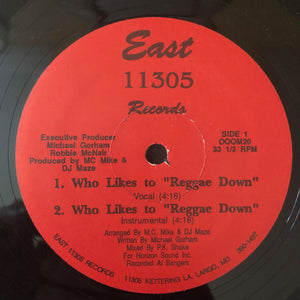 East
11305
Records
Executive Producer
Michael Gorham
Robbie McNair
Produced by MC Mike &
DJ Maze
SIDE 1
OOOM20
33 1/3 RPM
1. Who Likes to "Reggae Down"
Vocal (4:16)
2. Who Likes to "Reggae Down"
Instrumental (4:18)
Arranged By M.C. Mike & DJ Maze
Written By Michael Gorham
Mixed By P.K. Shake
For Horizon Sound Inc.
Recorded At Bangers
EAST 11305 RECORDS 11305 KETTERING LA. LARGO, MD